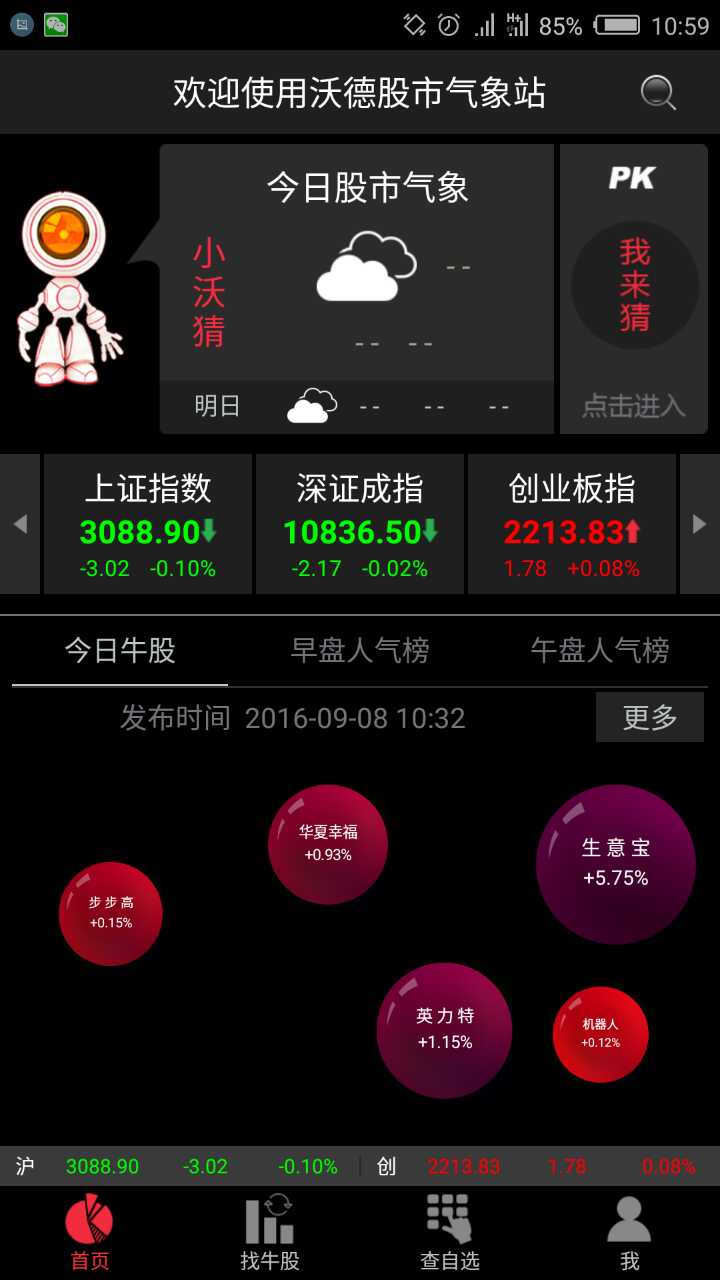 85% 10:59
欢迎使用沃德股市气象站
今日股市气象
小沃猜
--
-- --
明日 -- -- --
PK
我来猜
点击进入
上证指数
3088.90
-3.02 -0.10%
深证成指
10836.50
-2.17 -0.02%
创业板指
2213.83
1.78 +0.08%
今日牛股 早盘人气榜 午盘人气榜
发布时间 2016-09-08 10:32 更多
华夏幸福
+0.93%
生意宝
+5.75%
步步高
+0.15%
英力特
+1.15%
机器人
+0.12%
沪 3088.90 -3.02 -0.10% 创 2213.83 1.78 0.08%
首页 找牛股 查自选 我